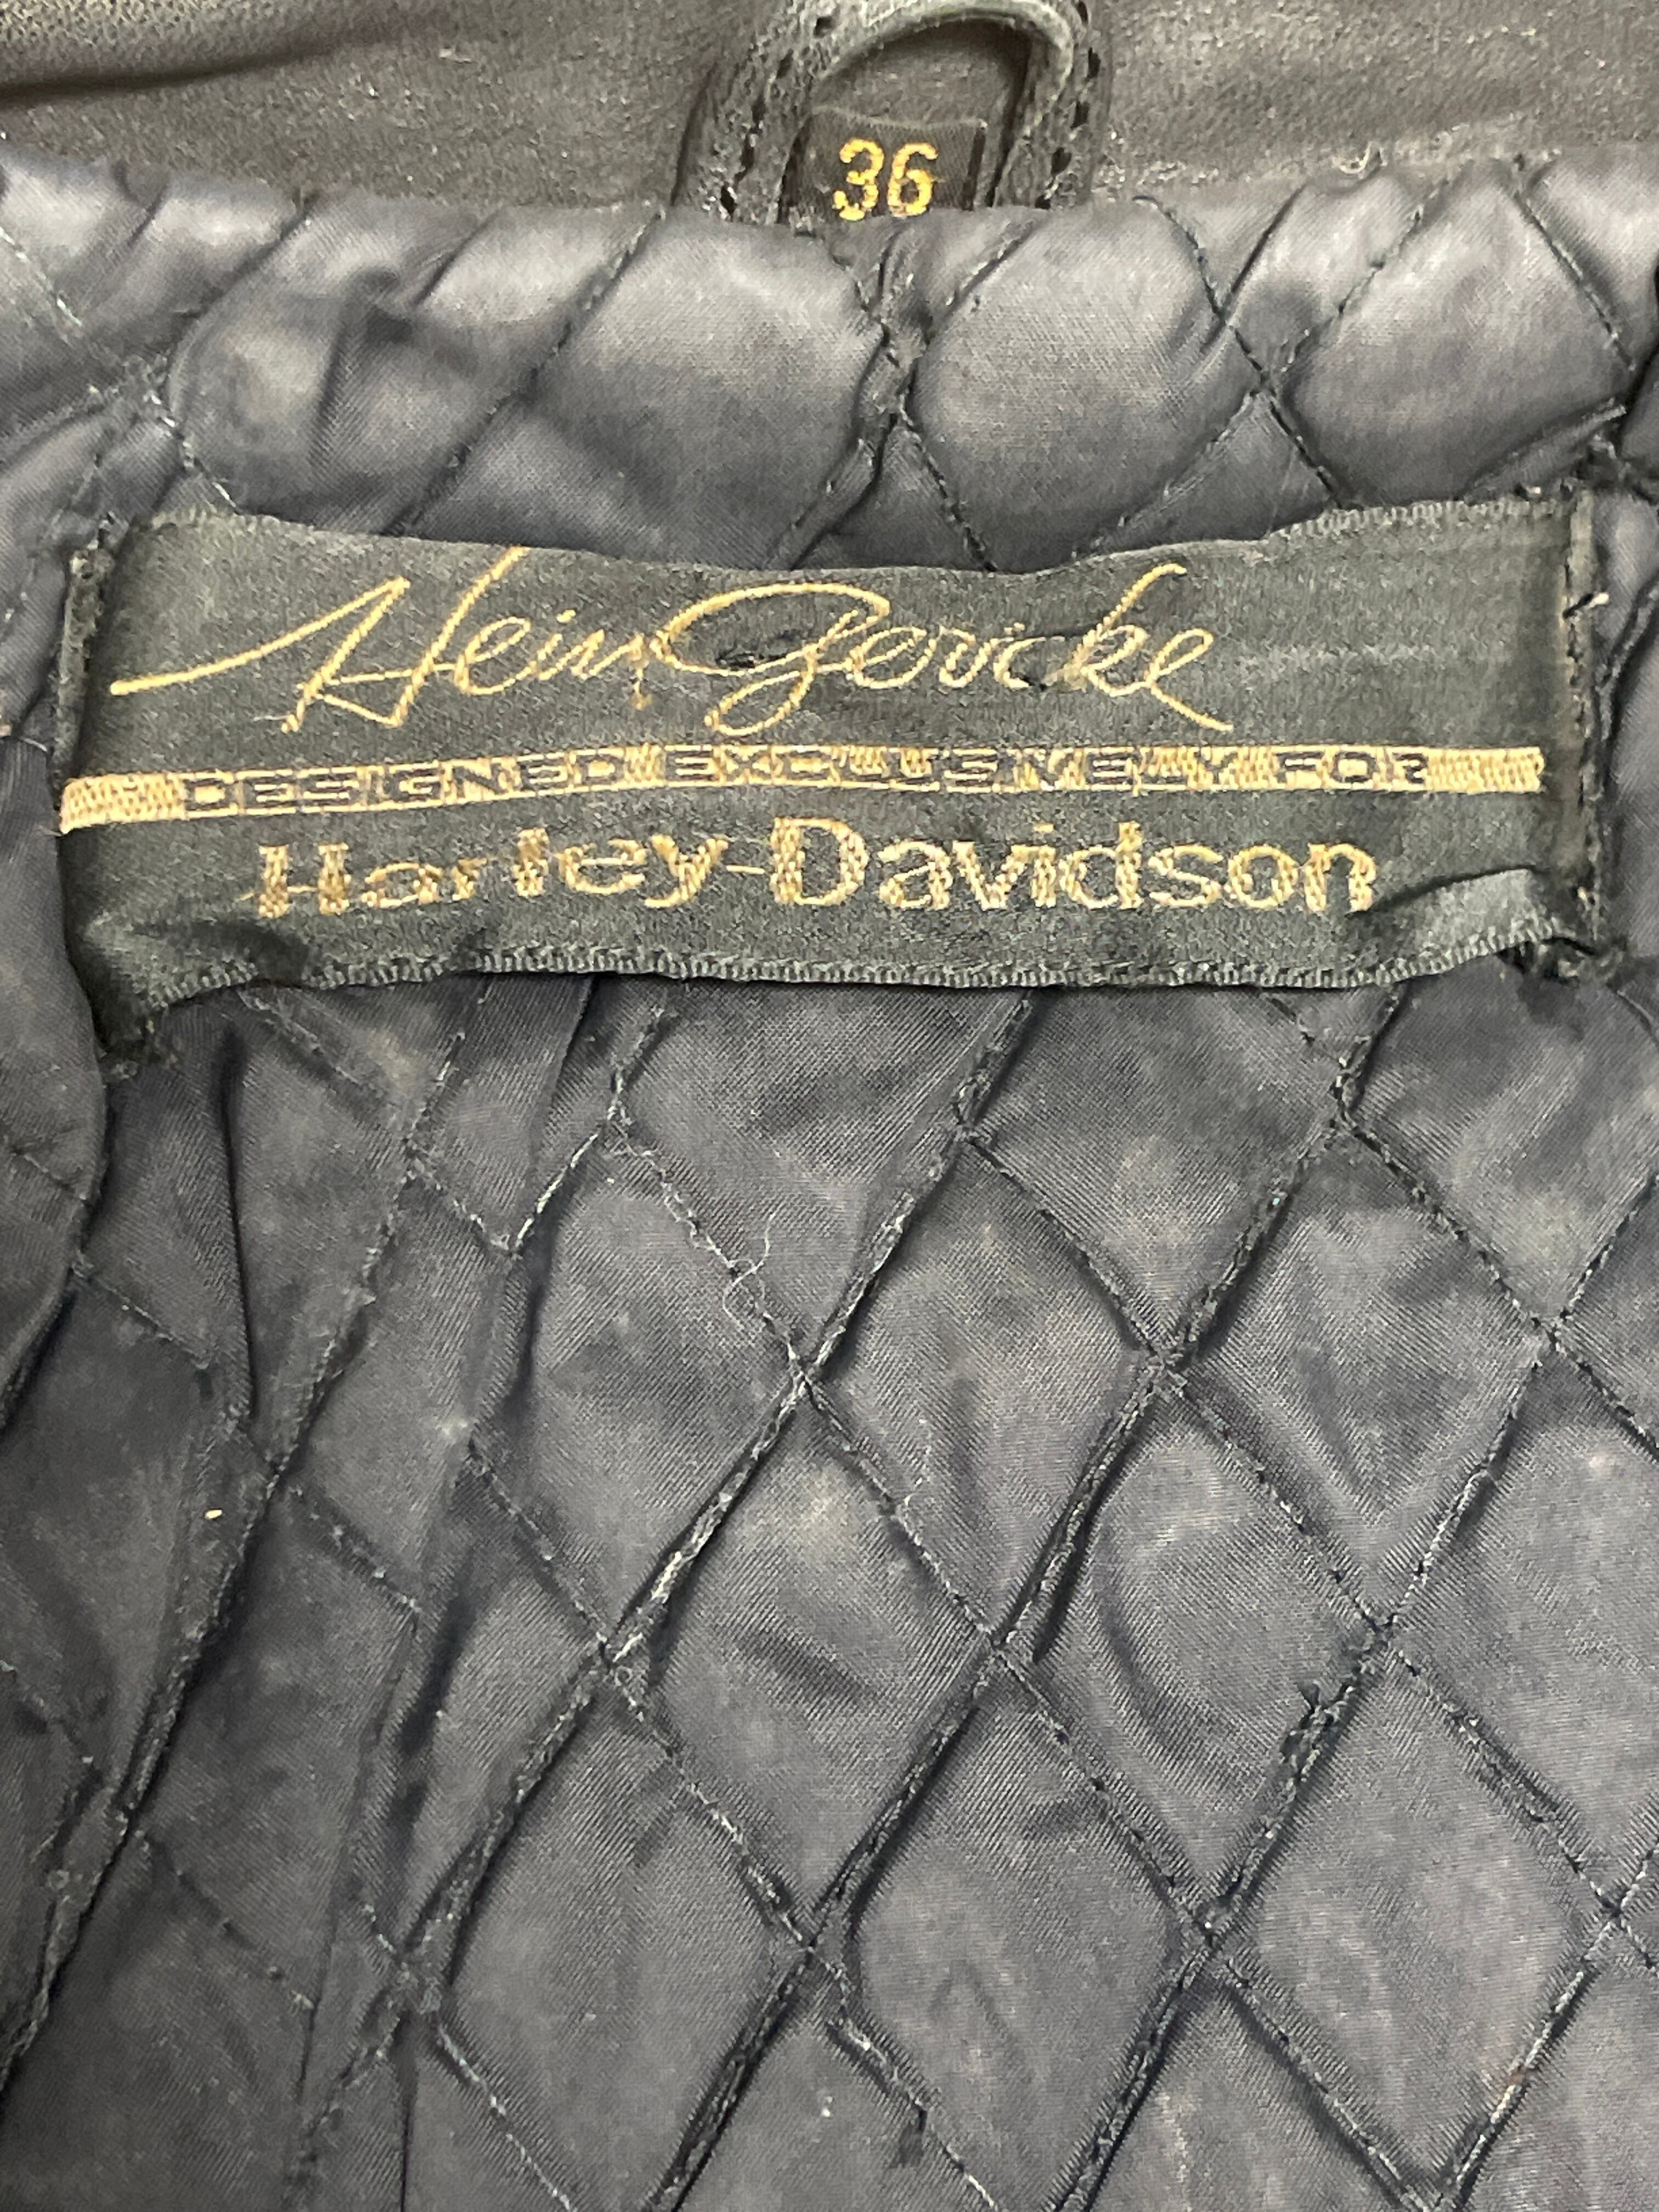 36
Hein Gericke
DESIGNED EXCLUSIVELY FOR
Harley-Davidson